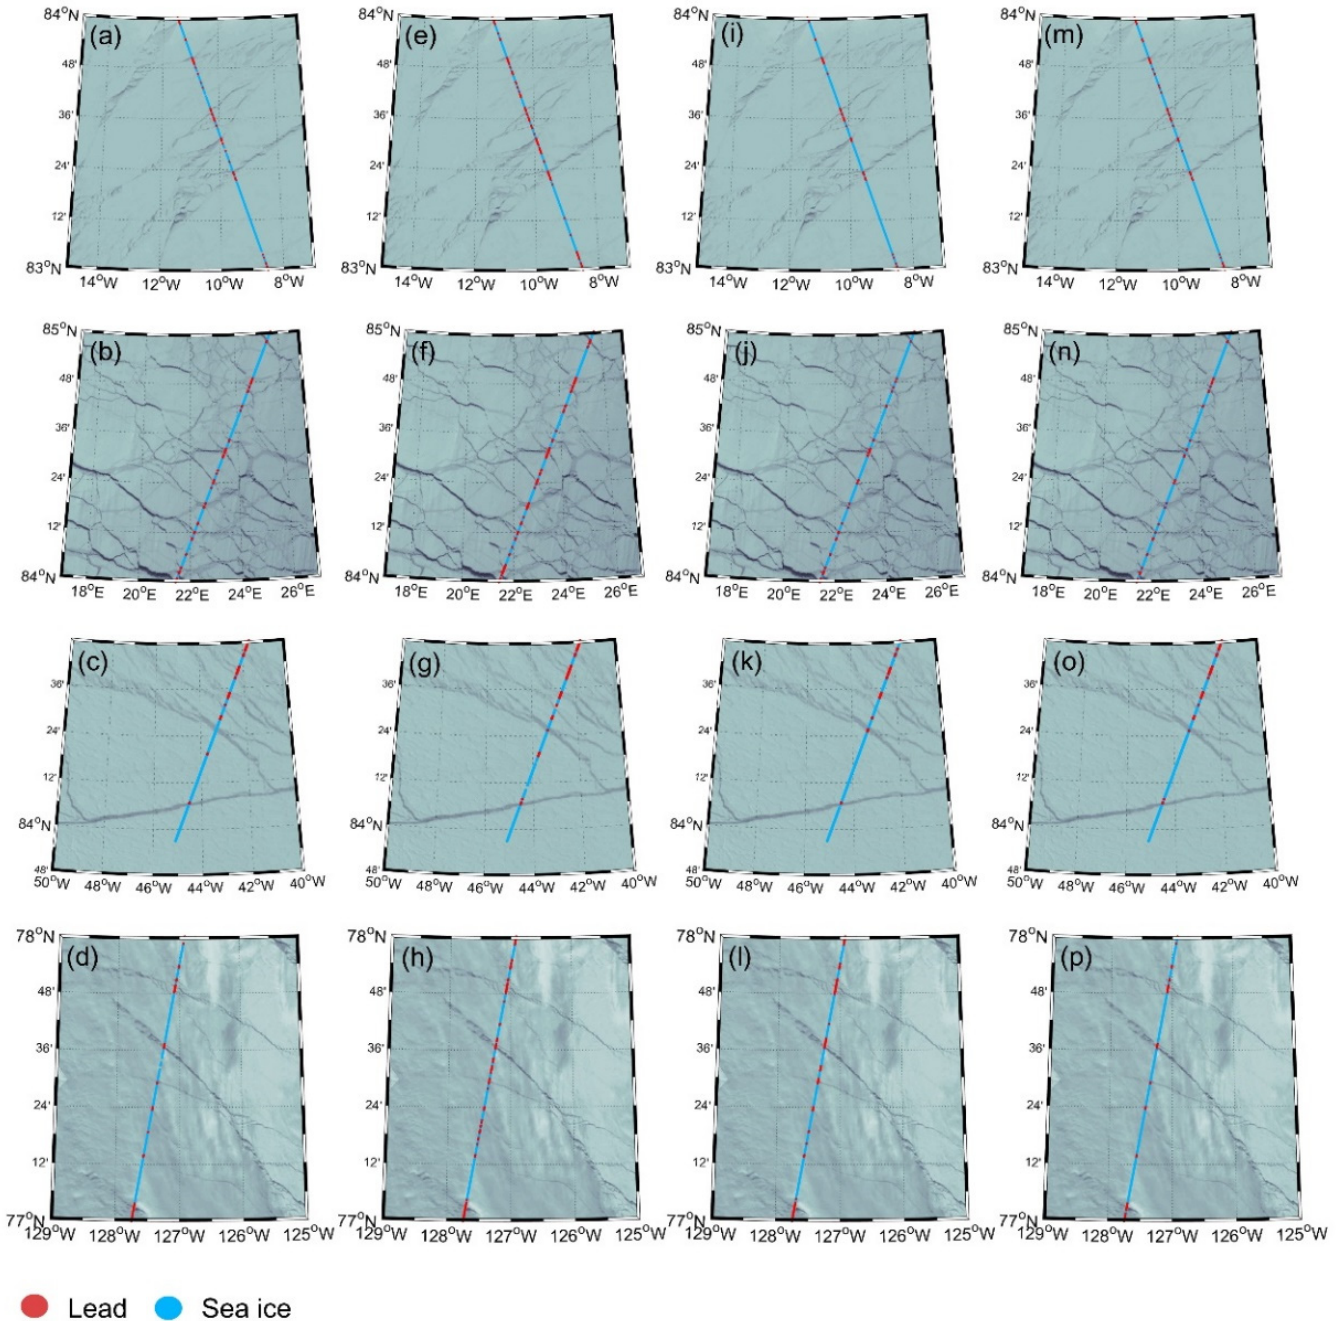 84°N (a) 48' 36' 24' 12' 83°N 14°W 12°W 10°W 8°W
84°N (e) 48' 36' 24' 12' 83°N 14°W 12°W 10°W 8°W
84°N (i) 48' 36' 24' 12' 83°N 14°W 12°W 10°W 8°W
84°N (m) 48' 36' 24' 12' 83°N 14°W 12°W 10°W 8°W
85°N (b) 48' 36' 24' 12' 84°N 18°E 20°E 22°E 24°E 26°E
85°N (f) 48' 36' 24' 12' 84°N 18°E 20°E 22°E 24°E 26°E
85°N (j) 48' 36' 24' 12' 84°N 18°E 20°E 22°E 24°E 26°E
85°N (n) 48' 36' 24' 12' 84°N 18°E 20°E 22°E 24°E 26°E
(c) 36' 24' 12' 84°N 48' 50°W 48°W 46°W 44°W 42°W 40°W
(g) 36' 24' 12' 84°N 48' 50°W 48°W 46°W 44°W 42°W 40°W
(k) 36' 24' 12' 84°N 48' 50°W 48°W 46°W 44°W 42°W 40°W
(o) 36' 24' 12' 84°N 48' 50°W 48°W 46°W 44°W 42°W 40°W
78°N (d) 48' 36' 24' 12' 77°N 129°W 128°W 127°W 126°W 125°W
78°N (h) 48' 36' 24' 12' 77°N 129°W 128°W 127°W 126°W 125°W
78°N (l) 48' 36' 24' 12' 77°N 129°W 128°W 127°W 126°W 125°W
78°N (p) 48' 36' 24' 12' 77°N 129°W 128°W 127°W 126°W 125°W
Lead Sea ice